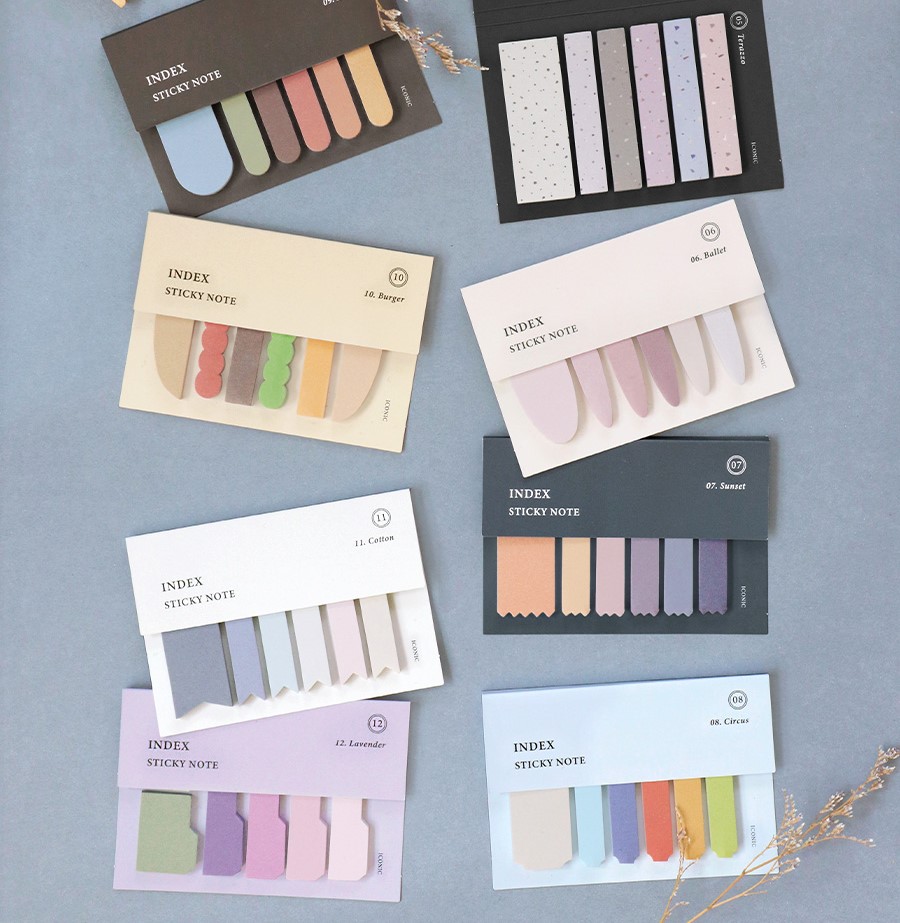 INDEX
STICKY NOTE
ICONIC
05
Terazzo
ICONIC
INDEX
STICKY NOTE
10
10. Burger
ICONIC
06
06. Ballet
INDEX
STICKY NOTE
ICONIC
INDEX
STICKY NOTE
07
07. Sunset
ICONIC
11
11. Cotton
INDEX
STICKY NOTE
ICONIC
12
12. Lavender
INDEX
STICKY NOTE
ICONIC
08
08. Circus
INDEX
STICKY NOTE
ICONIC